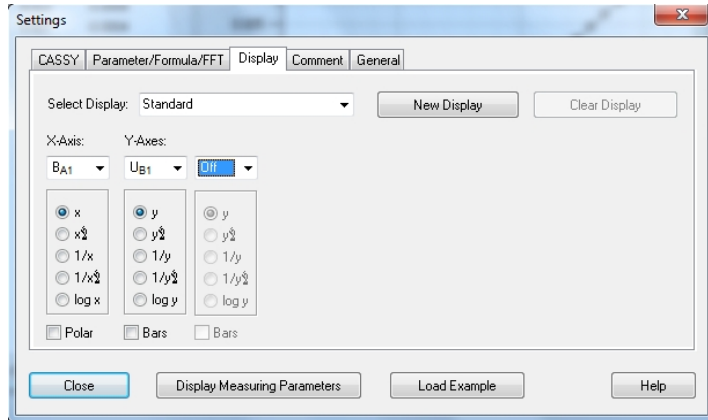 Settings
CASSY Parameter/Formula/FFT Display Comment General
Select Display: Standard New Display Clear Display
X-Axis: Y-Axes:
BA1 UB1 Off
x y y
x² y² y²
1/x 1/y 1/y
1/x² 1/y² 1/y²
log x log y log y
Polar Bars Bars
Close Display Measuring Parameters Load Example Help